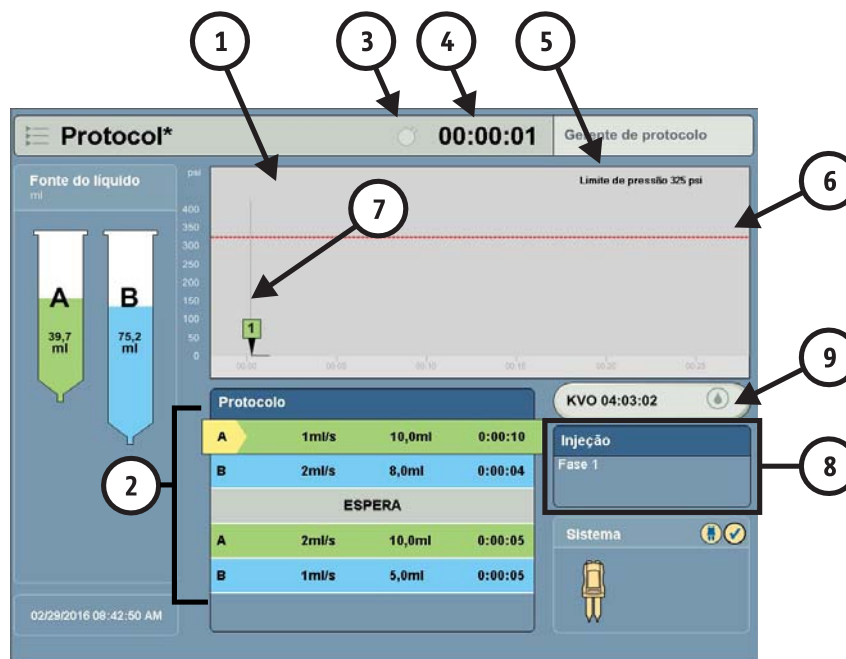 1
3
4
5
Protocol*
00:00:01
Gerente de protocolo
Fonte do líquido
ml
psi
Limite de pressão 325 psi
6
400
350
300
250
200
150
100
50
0
7
1
00:00
00:05
00:10
00:15
00:20
00:25
A
39,7
ml
B
75,2
ml
9
KVO 04:03:02
Protocolo
A 1ml/s 10,0ml 0:00:10
B 2ml/s 8,0ml 0:00:04
ESPERA
A 2ml/s 10,0ml 0:00:05
B 1ml/s 5,0ml 0:00:05
2
Injeção
Fase 1
8
Sistema
02/29/2016 08:42:50 AM